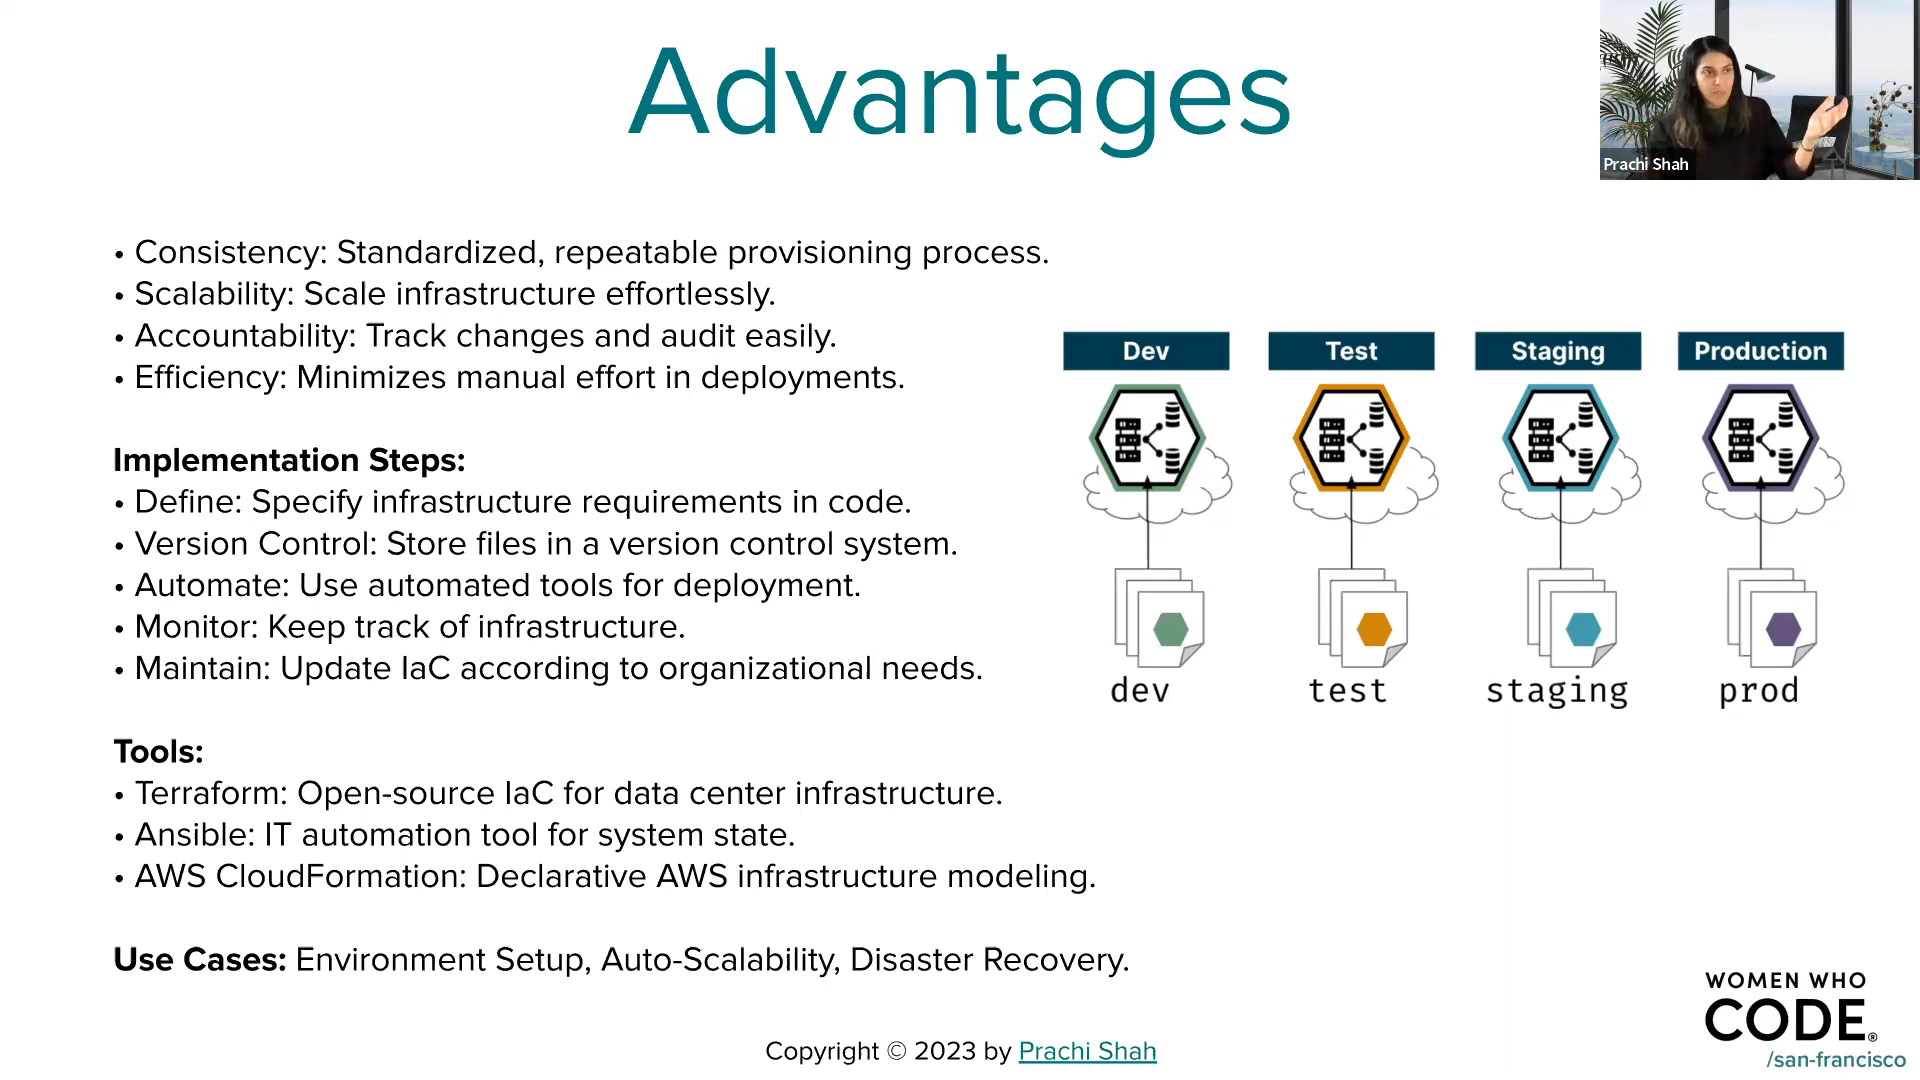 Advantages
Prachi Shah
• Consistency: Standardized, repeatable provisioning process.
• Scalability: Scale infrastructure effortlessly.
• Accountability: Track changes and audit easily.
• Efficiency: Minimizes manual effort in deployments.
Implementation Steps:
• Define: Specify infrastructure requirements in code.
• Version Control: Store files in a version control system.
• Automate: Use automated tools for deployment.
• Monitor: Keep track of infrastructure.
• Maintain: Update IaC according to organizational needs.
Tools:
• Terraform: Open-source IaC for data center infrastructure.
• Ansible: IT automation tool for system state.
• AWS CloudFormation: Declarative AWS infrastructure modeling.
Use Cases: Environment Setup, Auto-Scalability, Disaster Recovery.
Dev Test Staging Production
dev test staging prod
Copyright © 2023 by Prachi Shah
WOMEN WHO
CODE®
/san-francisco